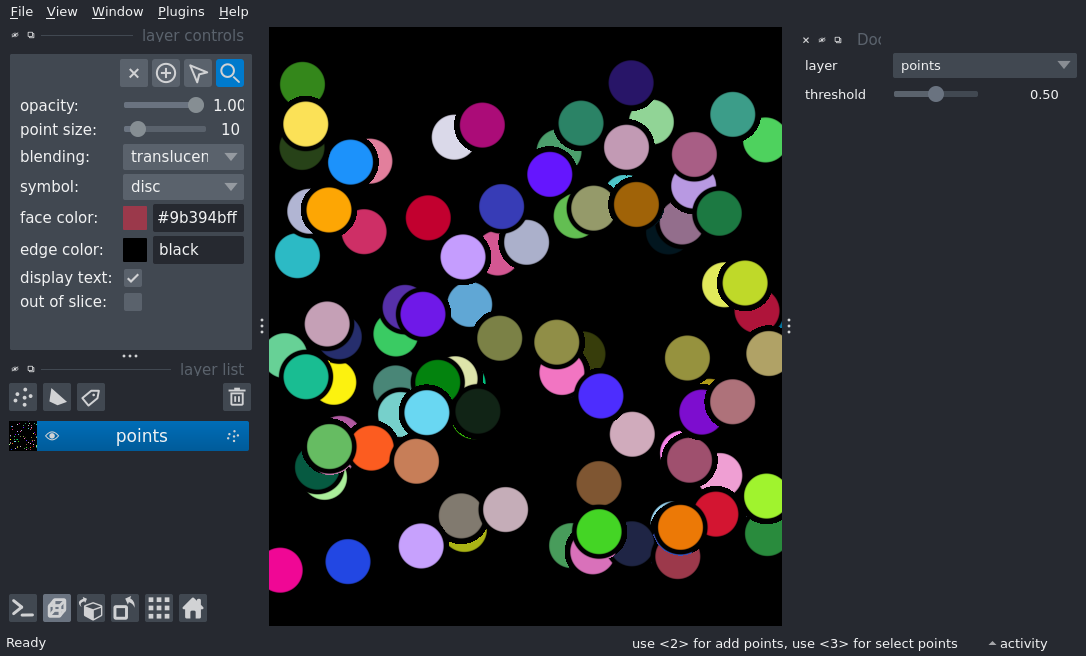 File View Window Plugins Help
layer controls
opacity: 1.00
point size: 10
blending: translucen
symbol: disc
face color: #9b394bff
edge color: black
display text:
out of slice:
layer list
points
Doc
layer points
threshold 0.50
Ready
use <2> for add points, use <3> for select points
activity